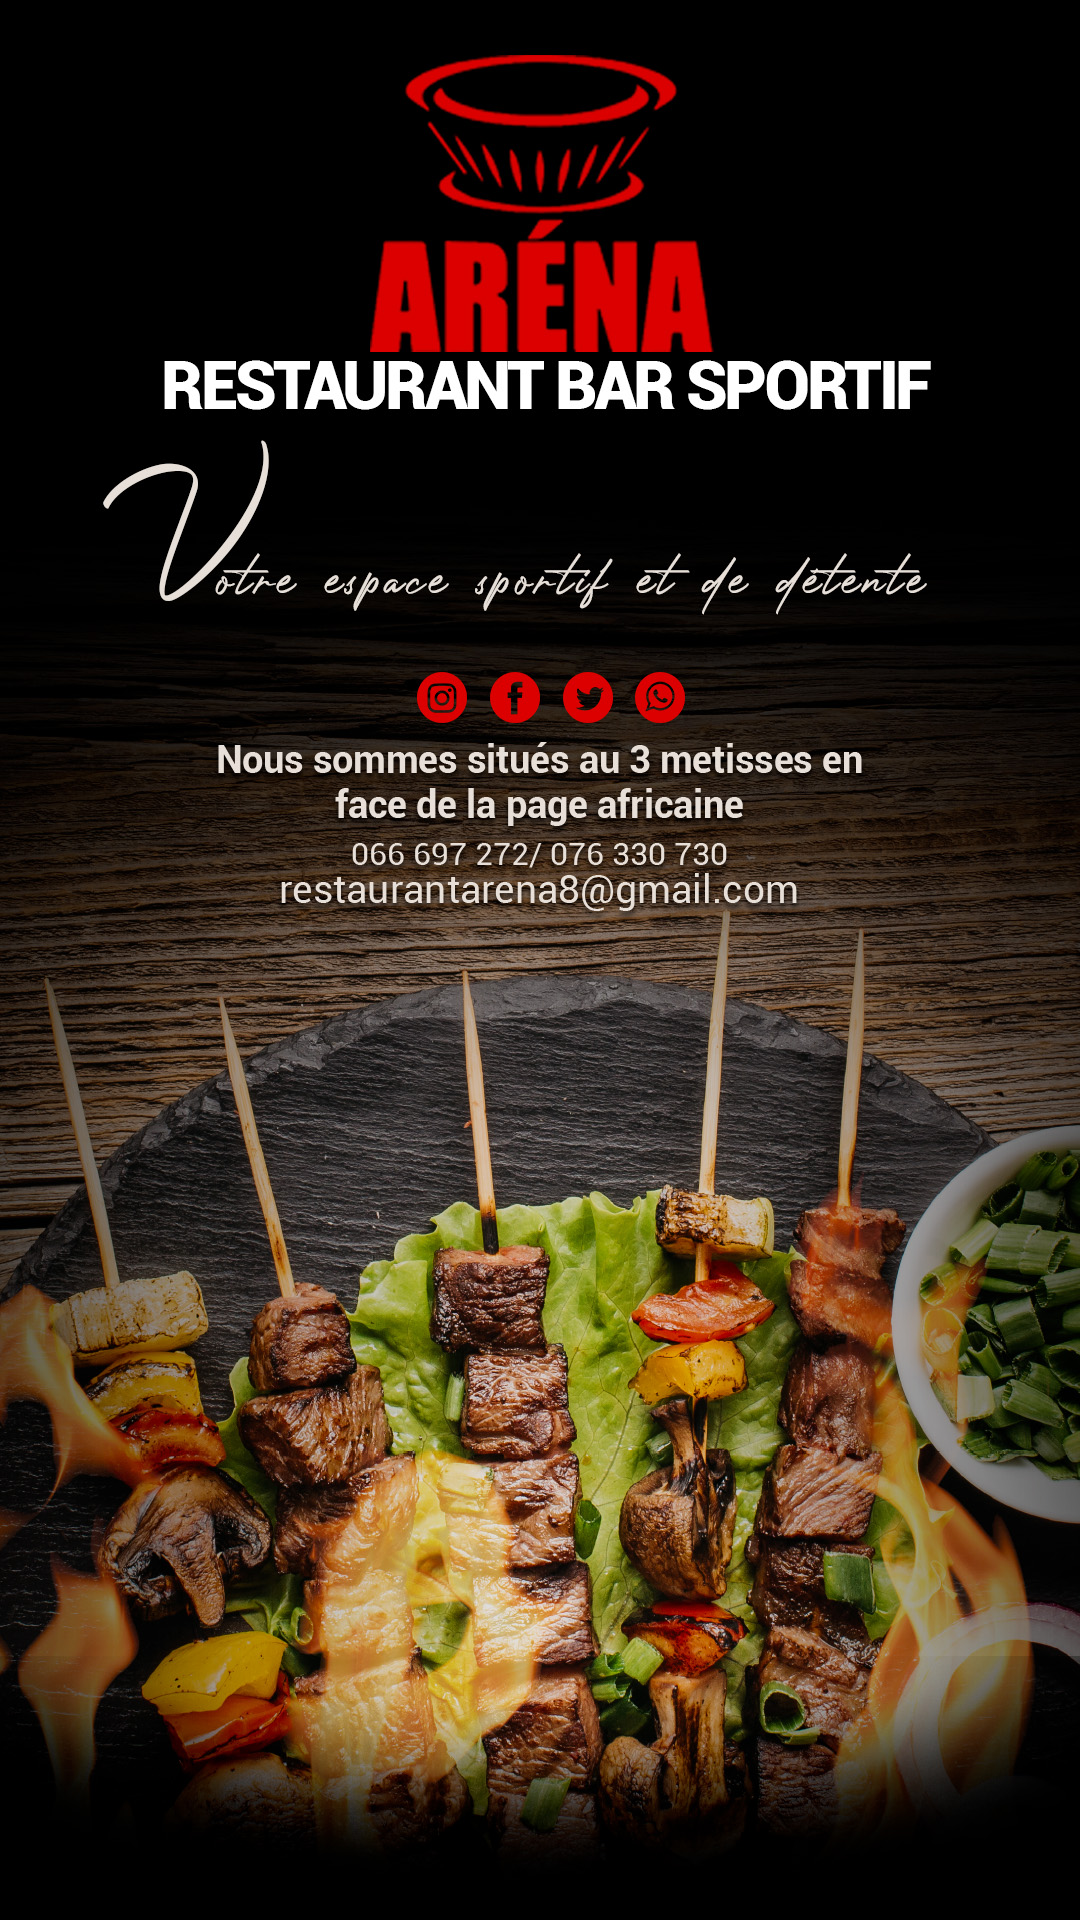 ARÉNA
RESTAURANT BAR SPORTIF
Votre espace sportif et de détente
Nous sommes situés au 3 metisses en
face de la page africaine
066 697 272/ 076 330 730
restaurantarena8@gmail.com